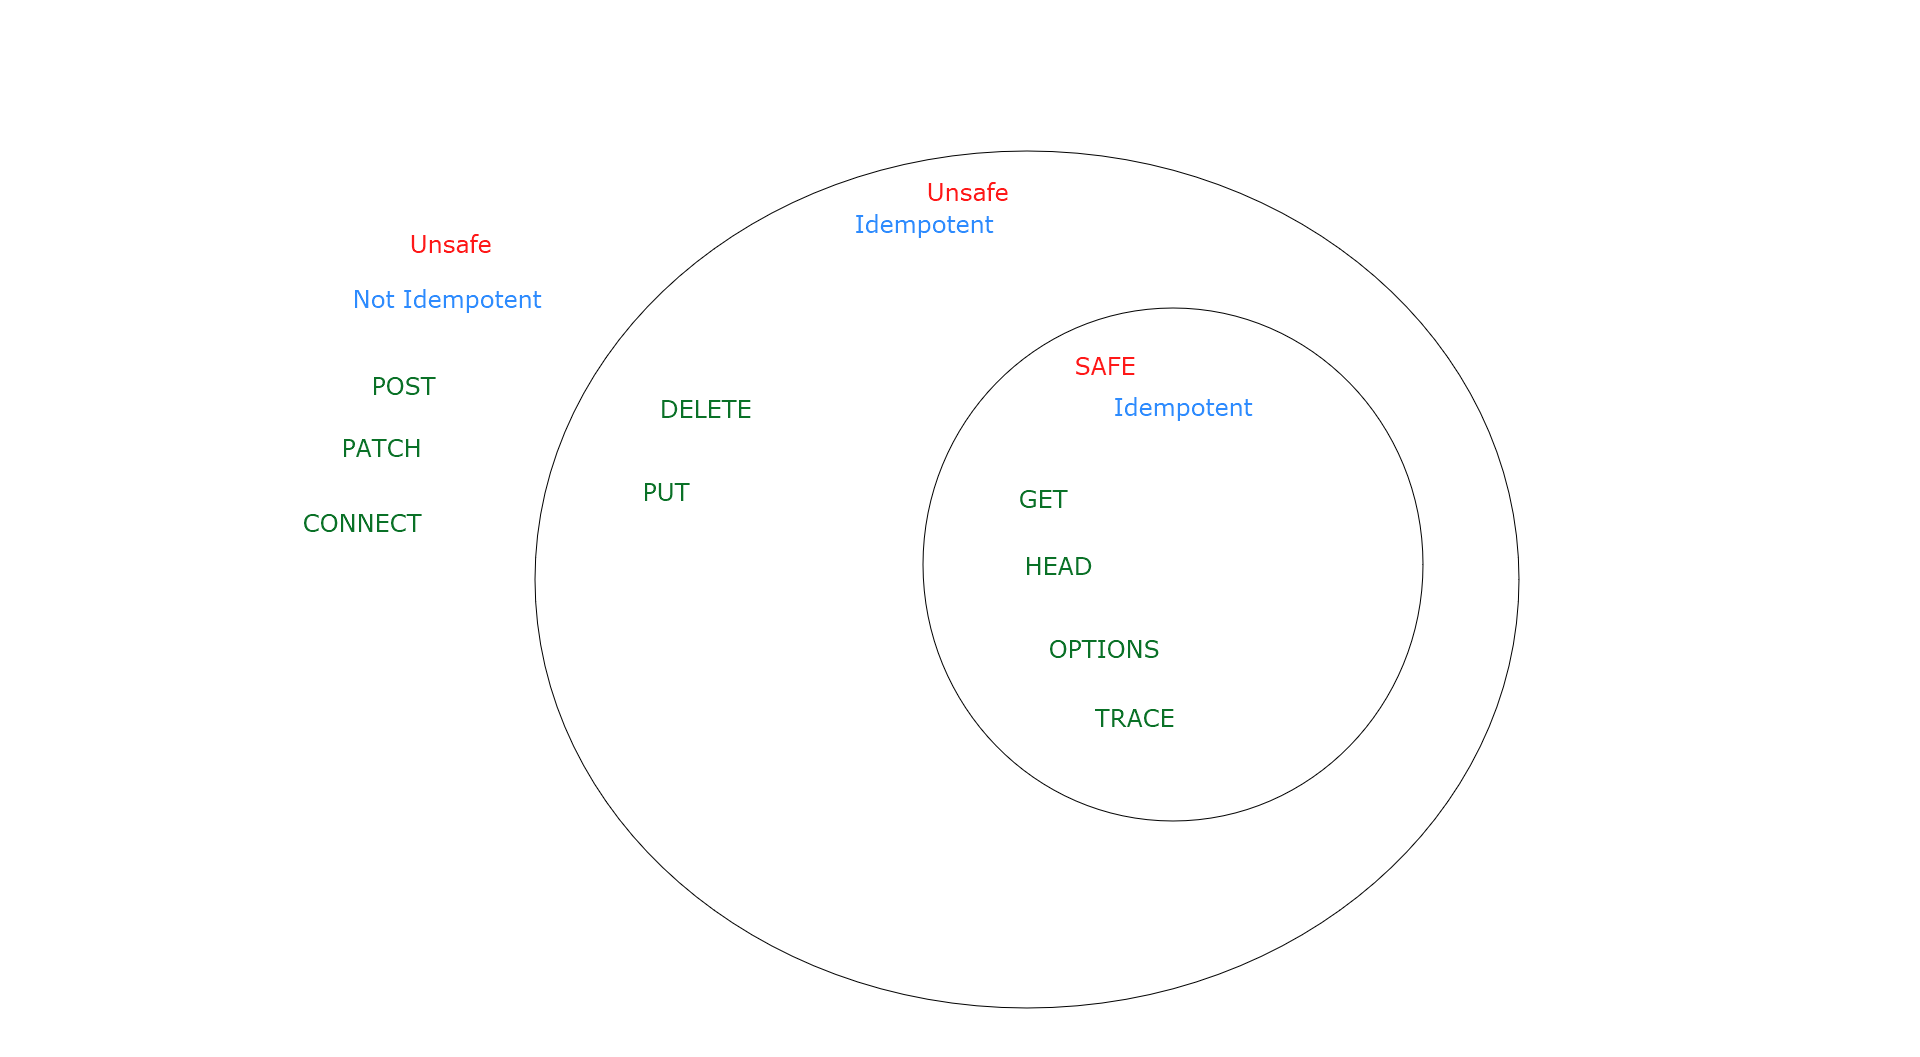 Unsafe
Not Idempotent
POST
PATCH
CONNECT
Unsafe
Idempotent
DELETE
PUT
SAFE
Idempotent
GET
HEAD
OPTIONS
TRACE